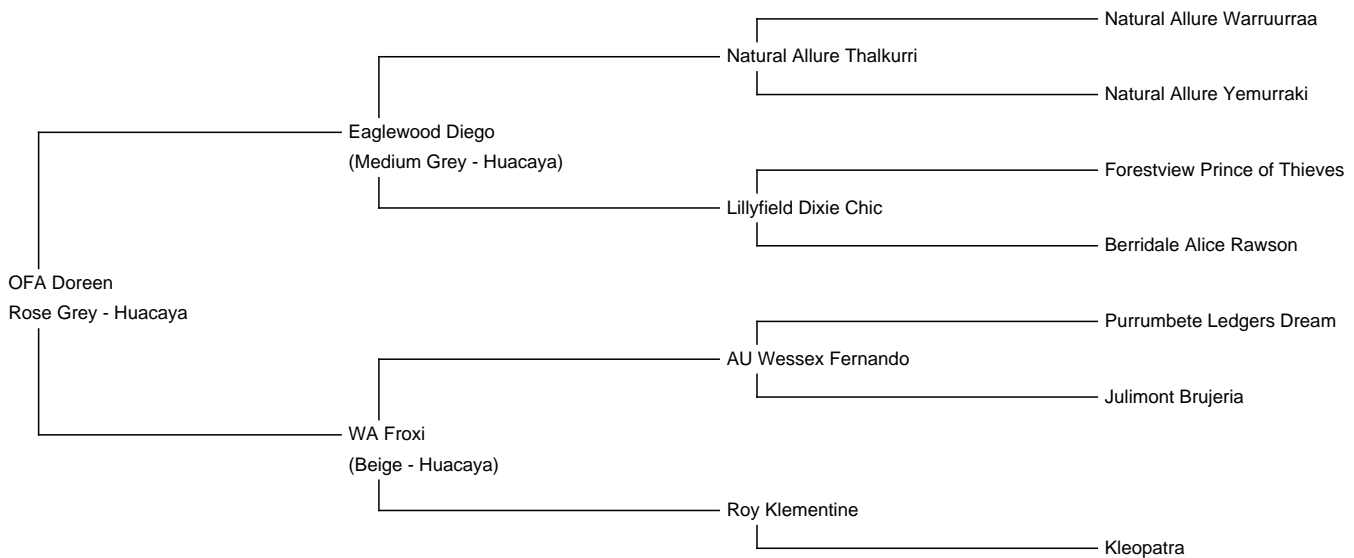 Natural Allure Warruurraa
Natural Allure Thalkurri
Natural Allure Yemurraki
Eaglewood Diego
(Medium Grey - Huacaya)
Forestview Prince of Thieves
Lillyfield Dixie Chic
Berridale Alice Rawson
OFA Doreen
Rose Grey - Huacaya
Purrumbete Ledgers Dream
AU Wessex Fernando
Julimont Brujeria
WA Froxi
(Beige - Huacaya)
Roy Klementine
Kleopatra